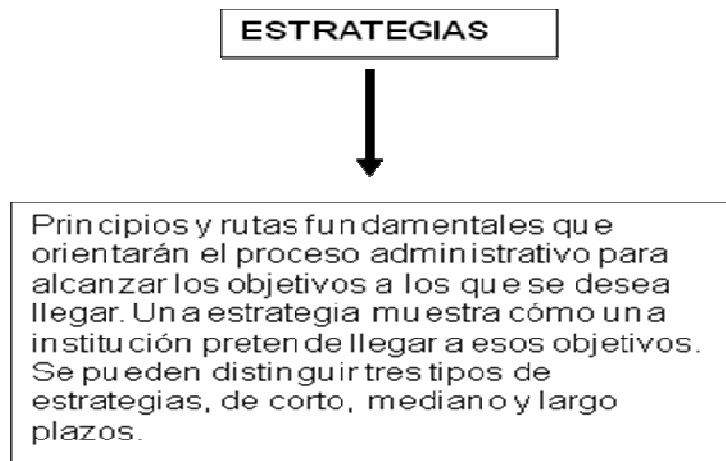 ESTRATEGIAS
Principios y rutas fundamentales que
orientarán el proceso administrativo para
alcanzar los objetivos a los que se desea
llegar. Una estrategia muestra cómo una
institución pretende llegar a esos objetivos.
Se pueden distinguir tres tipos de
estrategias, de corto, mediano y largo
plazos.